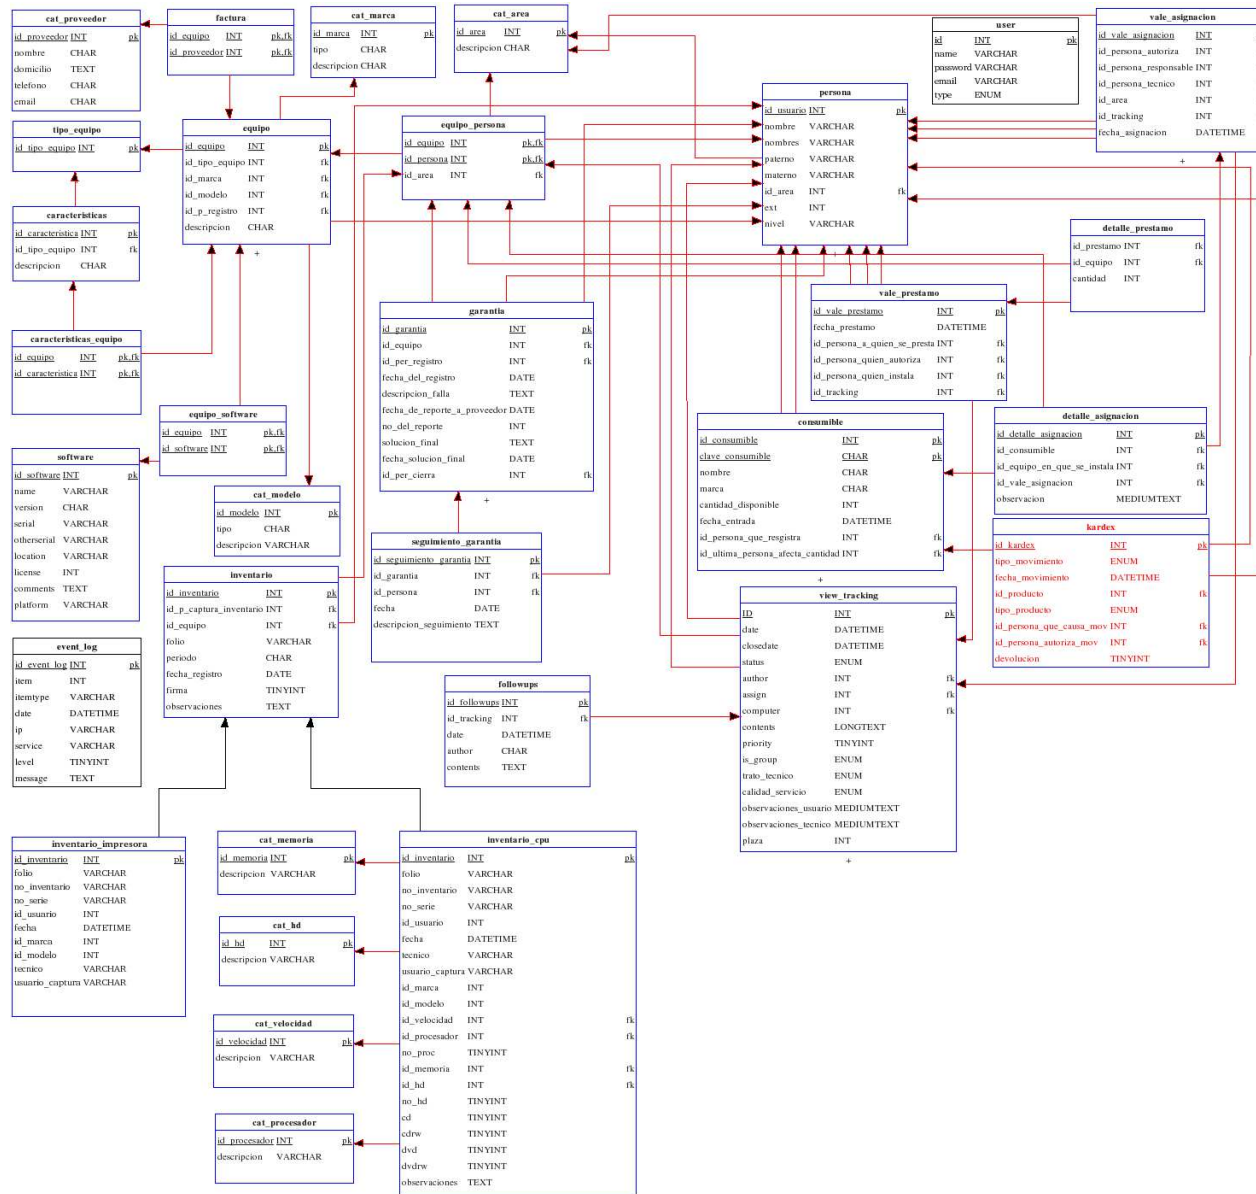 cat_proveedor
id_proveedor INT pk
nombre CHAR
domicilio TEXT
telefono CHAR
email CHAR
factura
id_equipo INT pk,fk
id_proveedor INT pk,fk
cat_marca
id_marca INT pk
tipo CHAR
descripcion CHAR
cat_area
id_area INT pk
descripcion CHAR
user
id INT pk
name VARCHAR
password VARCHAR
email VARCHAR
type ENUM
vale_asignacion
id_vale_asignacion INT
id_persona_autoriza INT
id_persona_responsable INT
id_persona_tecnico INT
id_area INT
id_tracking INT
fecha_asignacion DATETIME
+
tipo_equipo
id_tipo_equipo INT pk
equipo
id_equipo INT pk
id_tipo_equipo INT fk
id_marca INT fk
id_modelo INT fk
id_p_registro INT fk
descripcion CHAR
+
equipo_persona
id_equipo INT pk,fk
id_persona INT pk,fk
id_area INT fk
persona
id_usuario INT pk
nombre VARCHAR
nombres VARCHAR
paterno VARCHAR
materno VARCHAR
id_area INT fk
ext INT
nivel VARCHAR
+
caracteristicas
id_caracteristica INT pk
id_tipo_equipo INT fk
descripcion CHAR
detalle_prestamo
id_prestamo INT fk
id_equipo INT fk
cantidad INT
caracteristicas_equipo
id_equipo INT pk,fk
id_caracteristica INT pk,fk
garantia
id_garantia INT pk
id_equipo INT fk
id_per_registro INT fk
fecha_del_registro DATE
descripcion_falla TEXT
fecha_de_reporte_a_proveedor DATE
no_del_reporte INT
solucion_final TEXT
fecha_solucion_final DATE
id_per_cierra INT fk
+
vale_prestamo
id_vale_prestamo INT pk
fecha_prestamo DATETIME
id_persona_a_quien_se_presta INT fk
id_persona_quien_autoriza INT fk
id_persona_quien_instala INT fk
id_tracking INT fk
equipo_software
id_equipo INT pk,fk
id_software INT pk,fk
software
id_software INT pk
name VARCHAR
version CHAR
serial VARCHAR
otherserial VARCHAR
location VARCHAR
license INT
comments TEXT
platform VARCHAR
cat_modelo
id_modelo INT pk
tipo CHAR
descripcion VARCHAR
consumible
id_consumible INT pk
clave_consumible CHAR pk
nombre CHAR
marca CHAR
cantidad_disponible INT
fecha_entrada DATETIME
id_persona_que_resgistra INT fk
id_ultima_persona_afecta_cantidad INT fk
+
detalle_asignacion
id_detalle_asignacion INT pk
id_consumible INT fk
id_equipo_en_que_se_instala INT fk
id_vale_asignacion INT fk
observacion MEDIUMTEXT
kardex
id_kardex INT pk
tipo_movimiento ENUM
fecha_movimiento DATETIME
id_producto INT fk
tipo_producto ENUM
id_persona_que_causa_mov INT fk
id_persona_autoriza_mov INT fk
devolucion TINYINT
seguimiento_garantia
id_seguimiento_garantia INT pk
id_garantia INT fk
id_persona INT fk
fecha DATE
descripcion_seguimiento TEXT
inventario
id_inventario INT pk
id_p_captura_inventario INT fk
id_equipo INT fk
folio VARCHAR
periodo CHAR
fecha_registro DATE
firma TINYINT
observaciones TEXT
view_tracking
ID INT pk
date DATETIME
closedate DATETIME
status ENUM
author INT fk
assign INT fk
computer INT fk
contents LONGTEXT
priority TINYINT
is_group ENUM
trato_tecnico ENUM
calidad_servicio ENUM
observaciones_usuario MEDIUMTEXT
observaciones_tecnico MEDIUMTEXT
plaza INT
+
event_log
id_event_log INT pk
item INT
itemtype VARCHAR
date DATETIME
ip VARCHAR
service VARCHAR
level TINYINT
message TEXT
followups
id_followups INT pk
id_tracking INT fk
date DATETIME
author CHAR
contents TEXT
inventario_impresora
id_inventario INT pk
folio VARCHAR
no_inventario VARCHAR
no_serie VARCHAR
id_usuario INT
fecha DATETIME
id_marca INT
id_modelo INT
tecnico VARCHAR
usuario_captura VARCHAR
cat_memoria
id_memoria INT pk
descripcion VARCHAR
cat_hd
id_hd INT pk
descripcion VARCHAR
cat_velocidad
id_velocidad INT pk
descripcion VARCHAR
cat_procesador
id_procesador INT pk
descripcion VARCHAR
inventario_cpu
id_inventario INT pk
folio VARCHAR
no_inventario VARCHAR
no_serie VARCHAR
id_usuario INT
fecha DATETIME
tecnico VARCHAR
usuario_captura VARCHAR
id_marca INT
id_modelo INT
id_velocidad INT fk
id_procesador INT fk
no_proc TINYINT
id_memoria INT fk
id_hd INT fk
no_hd TINYINT
cd TINYINT
cdrw TINYINT
dvd TINYINT
dvdrw TINYINT
observaciones TEXT